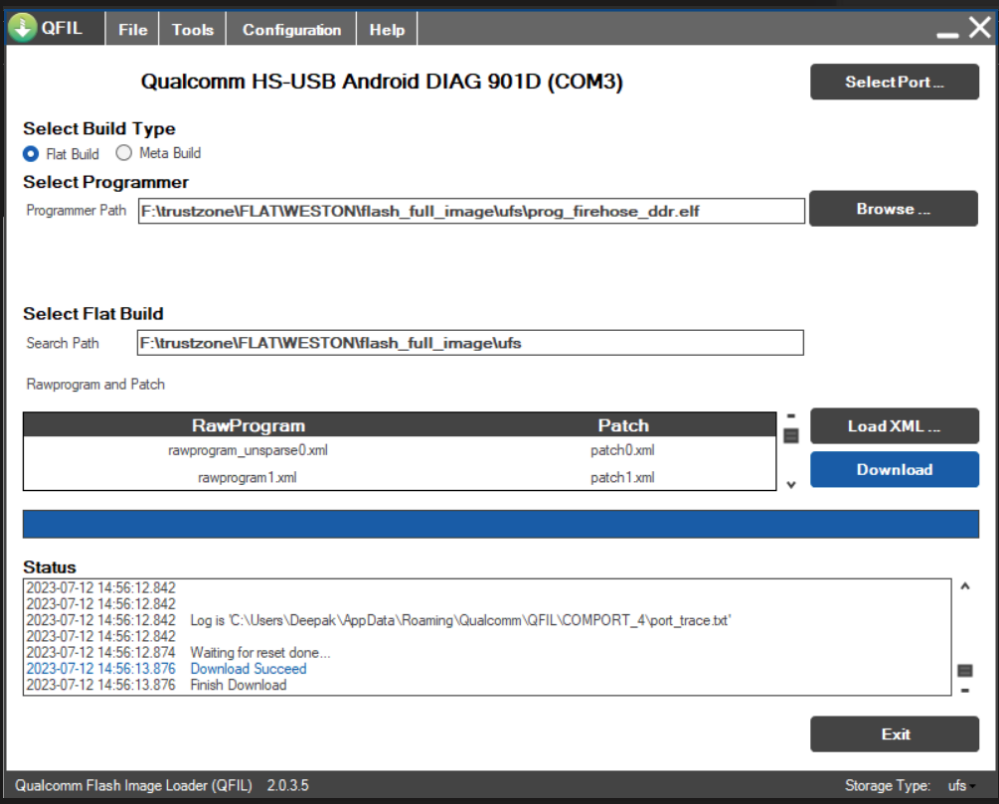 QFIL File Tools Configuration Help
Qualcomm HS-USB Android DIAG 901D (COM3) Select Port ...
Select Build Type
Flat Build Meta Build
Select Programmer
Programmer Path F:\trustzone\FLAT\WESTON\flash_full_image\ufs\prog_firehose_ddr.elf Browse ...
Select Flat Build
Search Path F:\trustzone\FLAT\WESTON\flash_full_image\ufs
Rawprogram and Patch
RawProgram Patch Load XML ...
rawprogram_unsparse0.xml patch0.xml
Download
rawprogram1.xml patch1.xml
Status
2023-07-12 14:56:12.842
2023-07-12 14:56:12.842
2023-07-12 14:56:12.842 Log is 'C:\Users\Deepak\AppData\Roaming\Qualcomm\QFIL\COMPORT_4\port_trace.txt'
2023-07-12 14:56:12.842
2023-07-12 14:56:12.874 Waiting for reset done...
2023-07-12 14:56:13.876 Download Succeed
2023-07-12 14:56:13.876 Finish Download
Exit
Qualcomm Flash Image Loader (QFIL) 2.0.3.5 Storage Type: ufs